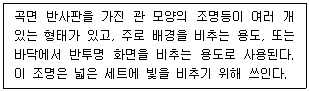 곡면 반사판을 가진 관 모양의 조명등이 여러 개
있는 형태가 있고, 주로 배경을 비추는 용도, 또는
바닥에서 반투명 화면을 비추는 용도로 사용된다.
이 조명은 넓은 세트에 빛을 비추기 위해 쓰인다.